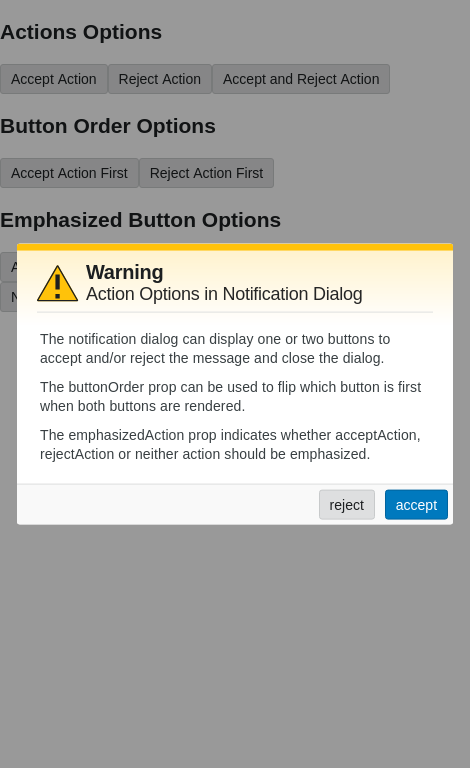 Actions Options
Accept Action Reject Action Accept and Reject Action
Button Order Options
Accept Action First Reject Action First
Emphasized Button Options
Warning
Action Options in Notification Dialog
The notification dialog can display one or two buttons to
accept and/or reject the message and close the dialog.
The buttonOrder prop can be used to flip which button is first
when both buttons are rendered.
The emphasizedAction prop indicates whether acceptAction,
rejectAction or neither action should be emphasized.
reject accept